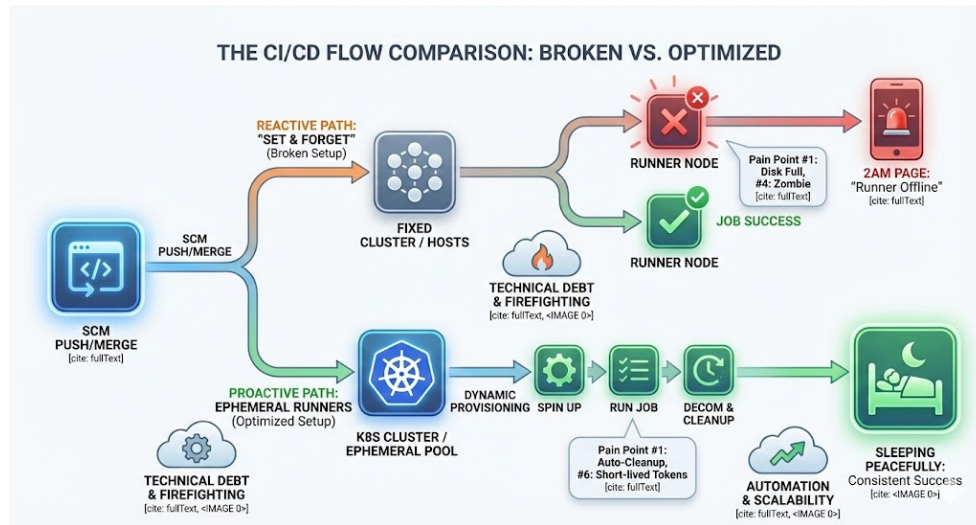 THE CI/CD FLOW COMPARISON: BROKEN VS. OPTIMIZED
REACTIVE PATH:
"SET & FORGET"
(Broken Setup)
SCM
PUSH/MERGE
FIXED
CLUSTER / HOSTS
RUNNER NODE
Pain Point #1:
Disk Full,
#4: Zombie
[cite: fullText]
2AM PAGE:
"Runner Offline"
[cite: fullText]
JOB SUCCESS
RUNNER NODE
TECHNICAL DEBT
& FIREFIGHTING
[cite: fullText, <IMAGE 0>]
SCM
PUSH/MERGE
[cite: fullText]
PROACTIVE PATH:
EPHEMERAL RUNNERS
(Optimized Setup)
K8S CLUSTER /
EPHEMERAL POOL
DYNAMIC
PROVISIONING
SPIN UP
RUN JOB
DECOM &
CLEANUP
Pain Point #1:
Auto-Cleanup,
#6: Short-lived Tokens
[cite: fullText]
TECHNICAL DEBT
& FIREFIGHTING
[cite: fullText, <IMAGE 0>]
AUTOMATION
& SCALABILITY
[cite: fullText, <IMAGE 0>]
SLEEPING
PEACEFULLY:
Consistent Success
[cite: <IMAGE 0>]